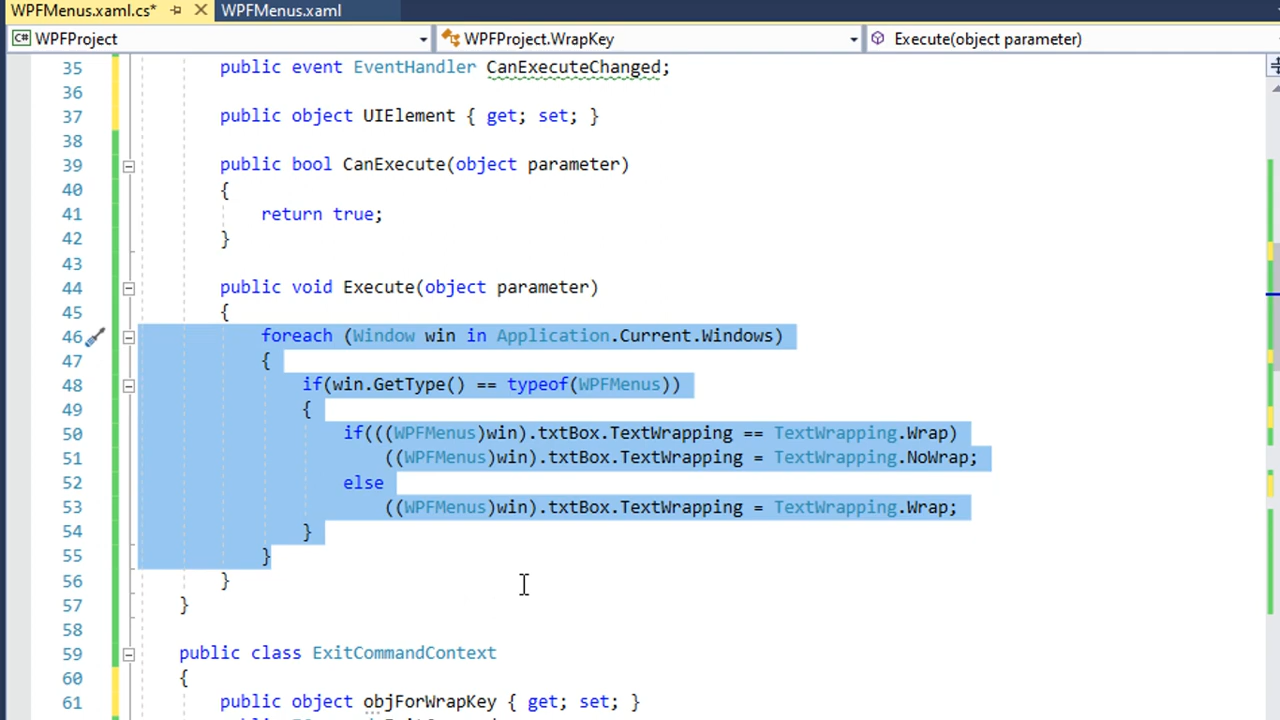 WPFMenus.xaml.cs* WPFMenus.xaml
C# WPFProject WPFProject.WrapKey Execute(object parameter)
35 public event EventHandler CanExecuteChanged;
36
37 public object UIElement { get; set; }
38
39 public bool CanExecute(object parameter)
40 {
41 return true;
42 }
43
44 public void Execute(object parameter)
45 {
46 foreach (Window win in Application.Current.Windows)
47 {
48 if(win.GetType() == typeof(WPFMenus))
49 {
50 if(((WPFMenus)win).txtBox.TextWrapping == TextWrapping.Wrap)
51 ((WPFMenus)win).txtBox.TextWrapping = TextWrapping.NoWrap;
52 else
53 ((WPFMenus)win).txtBox.TextWrapping = TextWrapping.Wrap;
54 }
55 }
56 }
57 }
58
59 public class ExitCommandContext
60 {
61 public object objForWrapKey { get; set; }